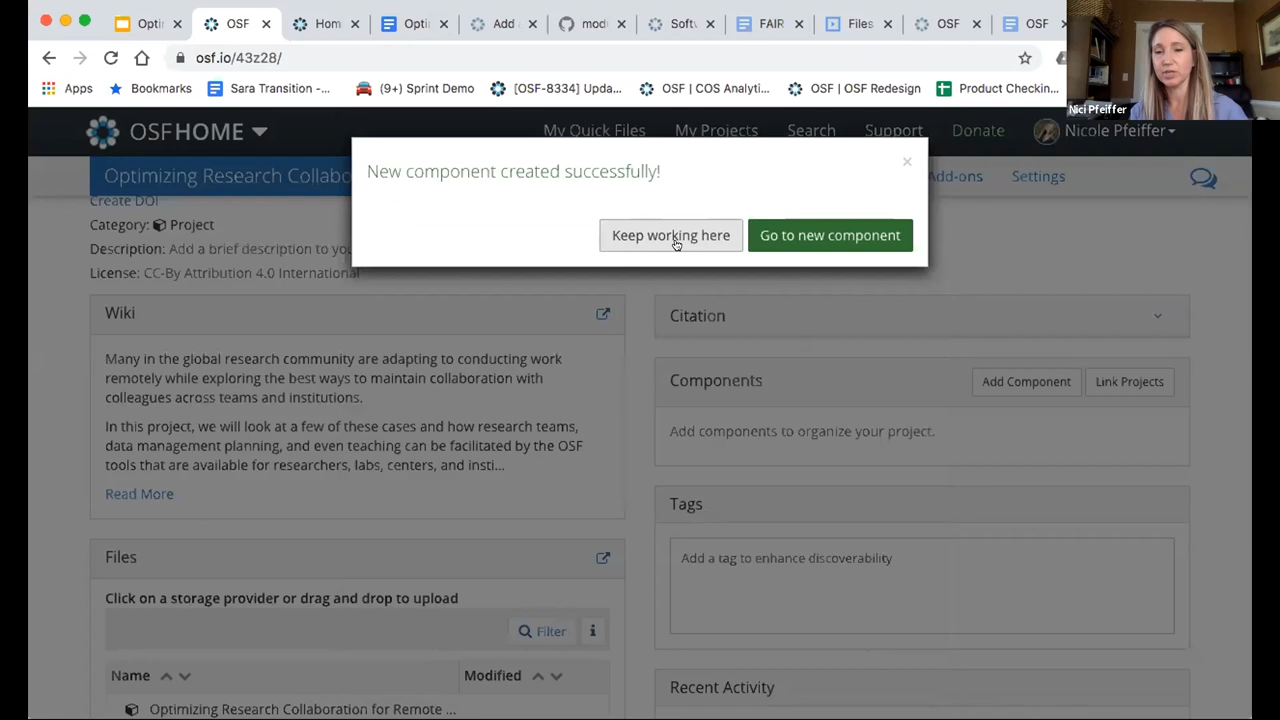 Optin
OSF
Hom
Optin
Add
mod
Softv
FAIR
Files
OSF
OSF
osf.io/43z28/
Apps
Bookmarks
Sara Transition -...
(9+) Sprint Demo
[OSF-8334] Upda...
OSF | COS Analyti...
OSF | OSF Redesign
Product Checkin...
Nici Pfeiffer
OSFHOME
My Quick Files
My Projects
Search
Support
Donate
Nicole Pfeiffer
Optimizing Research Collabo
Add-ons
Settings
New component created successfully!
×
Keep working here
Go to new component
Create DOI
Category: Project
Description: Add a brief description to you
License: CC-By Attribution 4.0 International
Wiki
Many in the global research community are adapting to conducting work
remotely while exploring the best ways to maintain collaboration with
colleagues across teams and institutions.
In this project, we will look at a few of these cases and how research teams,
data management planning, and even teaching can be facilitated by the OSF
tools that are available for researchers, labs, centers, and insti...
Read More
Citation
Components
Add Component
Link Projects
Add components to organize your project.
Tags
Add a tag to enhance discoverability
Files
Click on a storage provider or drag and drop to upload
Filter
Name
Modified
Optimizing Research Collaboration for Remote ...
Recent Activity